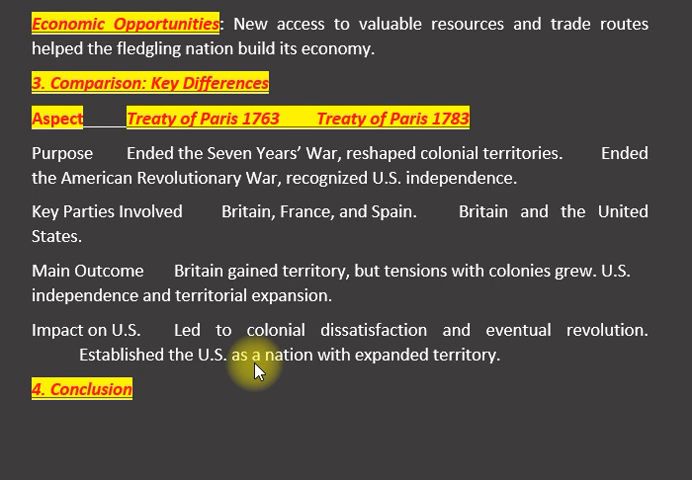 Economic Opportunities: New access to valuable resources and trade routes
helped the fledgling nation build its economy.
3. Comparison: Key Differences
Aspect Treaty of Paris 1763 Treaty of Paris 1783
Purpose Ended the Seven Years’ War, reshaped colonial territories. Ended
the American Revolutionary War, recognized U.S. independence.
Key Parties Involved Britain, France, and Spain. Britain and the United
States.
Main Outcome Britain gained territory, but tensions with colonies grew. U.S.
independence and territorial expansion.
Impact on U.S. Led to colonial dissatisfaction and eventual revolution.
Established the U.S. as a nation with expanded territory.
4. Conclusion